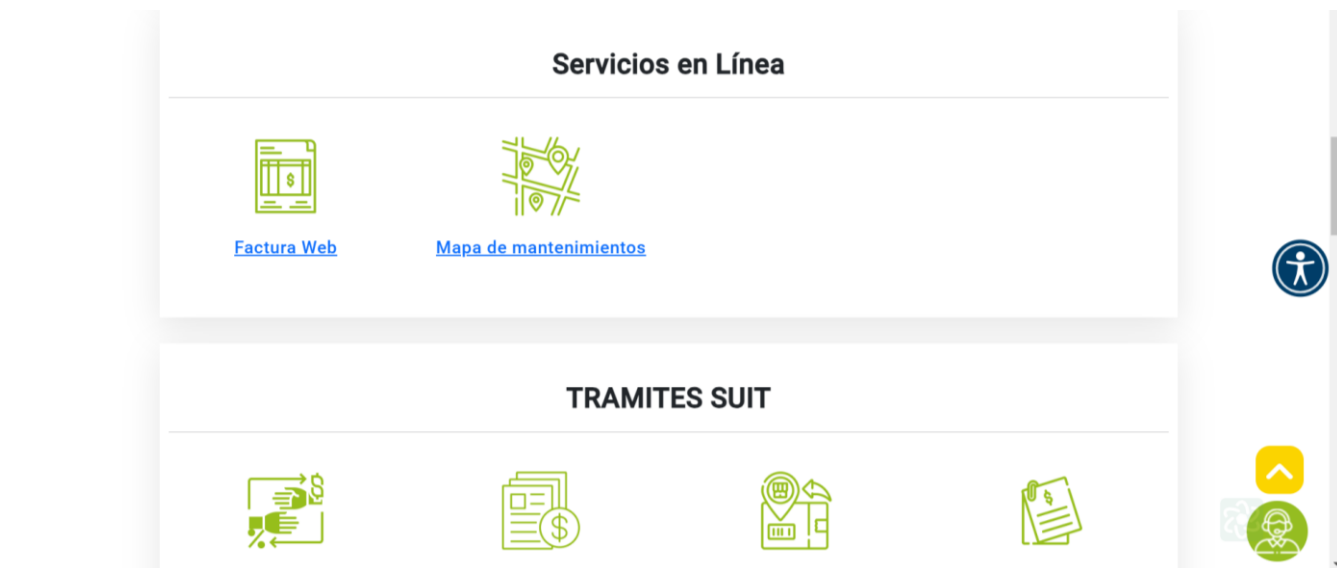 Servicios en Línea
Factura Web
Mapa de mantenimientos
TRAMITES SUIT